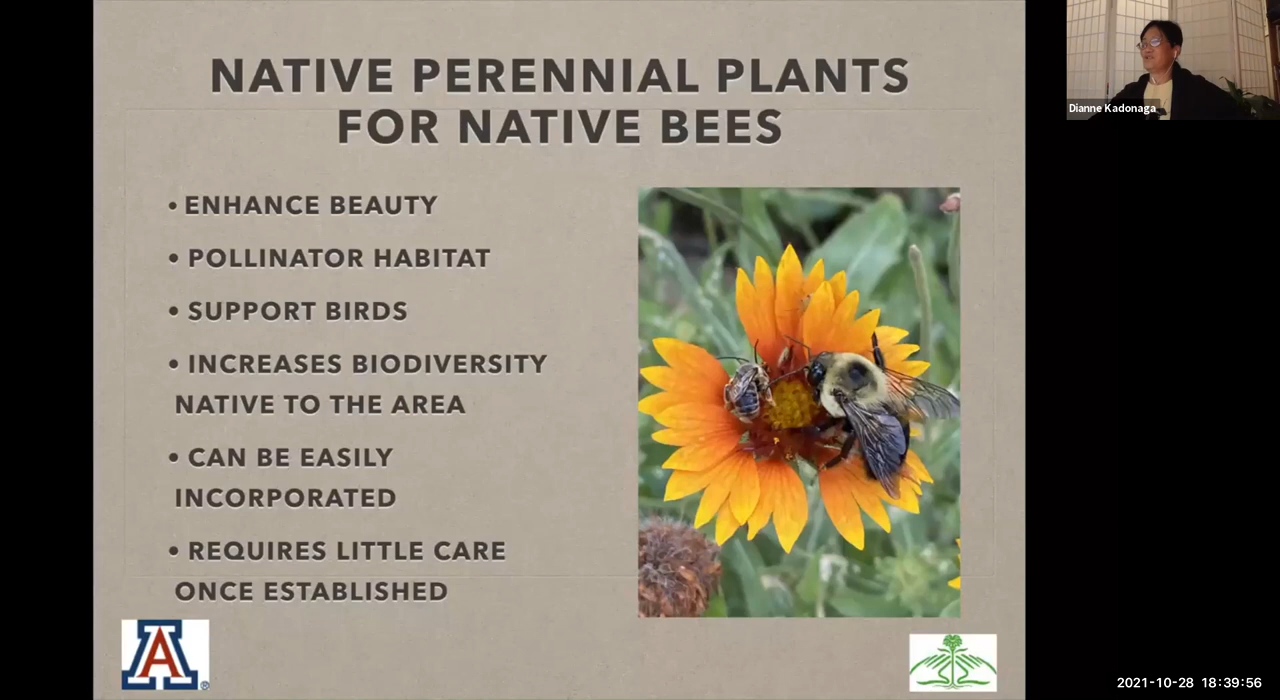 NATIVE PERENNIAL PLANTS
FOR NATIVE BEES
• ENHANCE BEAUTY
• POLLINATOR HABITAT
• SUPPORT BIRDS
• INCREASES BIODIVERSITY
NATIVE TO THE AREA
• CAN BE EASILY
INCORPORATED
• REQUIRES LITTLE CARE
ONCE ESTABLISHED
A®
Dianne Kadonaga
2021-10-28 18:39:56